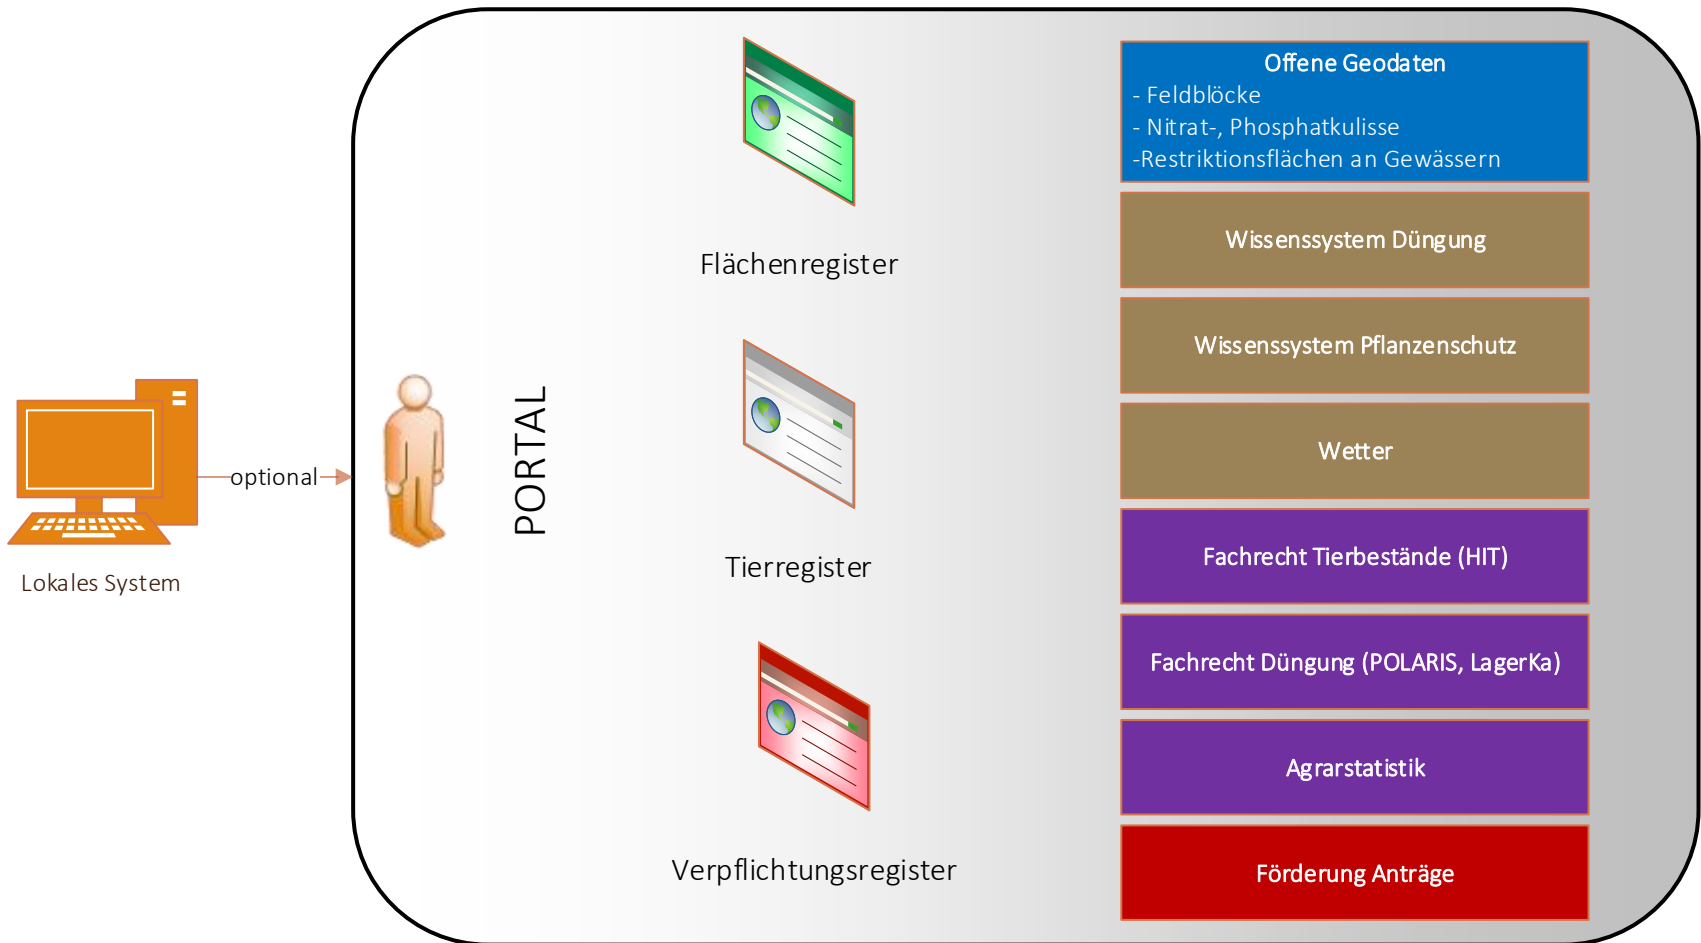 Offene Geodaten
- Feldblöcke
- Nitrat-, Phosphatkulisse
-Restriktionsflächen an Gewässern
Wissenssystem Düngung
Flächenregister
Wissenssystem Pflanzenschutz
Wetter
PORTAL
optional
Lokales System
Tierregister
Fachrecht Tierbestände (HIT)
Fachrecht Düngung (POLARIS, LagerKa)
Agrarstatistik
Verpflichtungsregister
Förderung Anträge